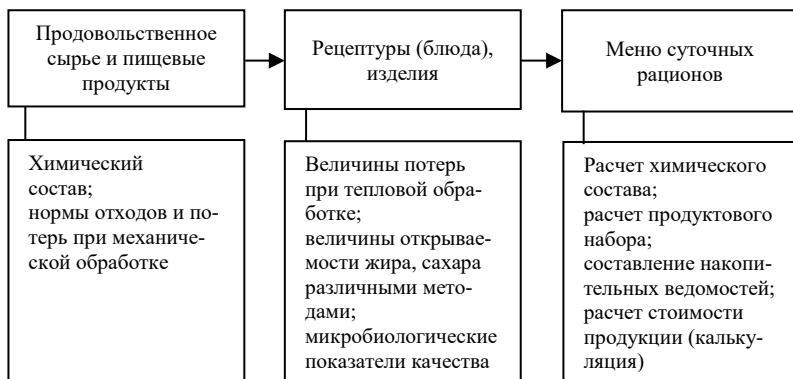 Продовольственное
сырье и пищевые
продукты
Рецептуры (блюда),
изделия
Меню суточных
рационов
Химический
состав;
нормы отходов и по-
терь при механиче-
ской обработке
Величины потерь
при тепловой обра-
ботке;
величины открывае-
мости жира, сахара
различными мето-
дами;
микробиологические
показатели качества
Расчет химического
состава;
расчет продуктового
набора;
составление накопи-
тельных ведомостей;
расчет стоимости
продукции (кальку-
ляция)